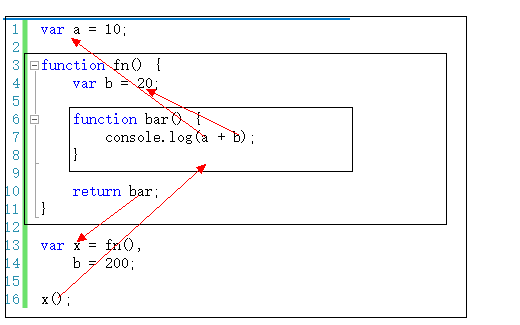 1 var a = 10;
2
3 function fn() {
4 var b = 20;
5
6 function bar() {
7 console.log(a + b);
8 }
9
10 return bar;
11 }
12
13 var x = fn(),
14 b = 200;
15
16 x();